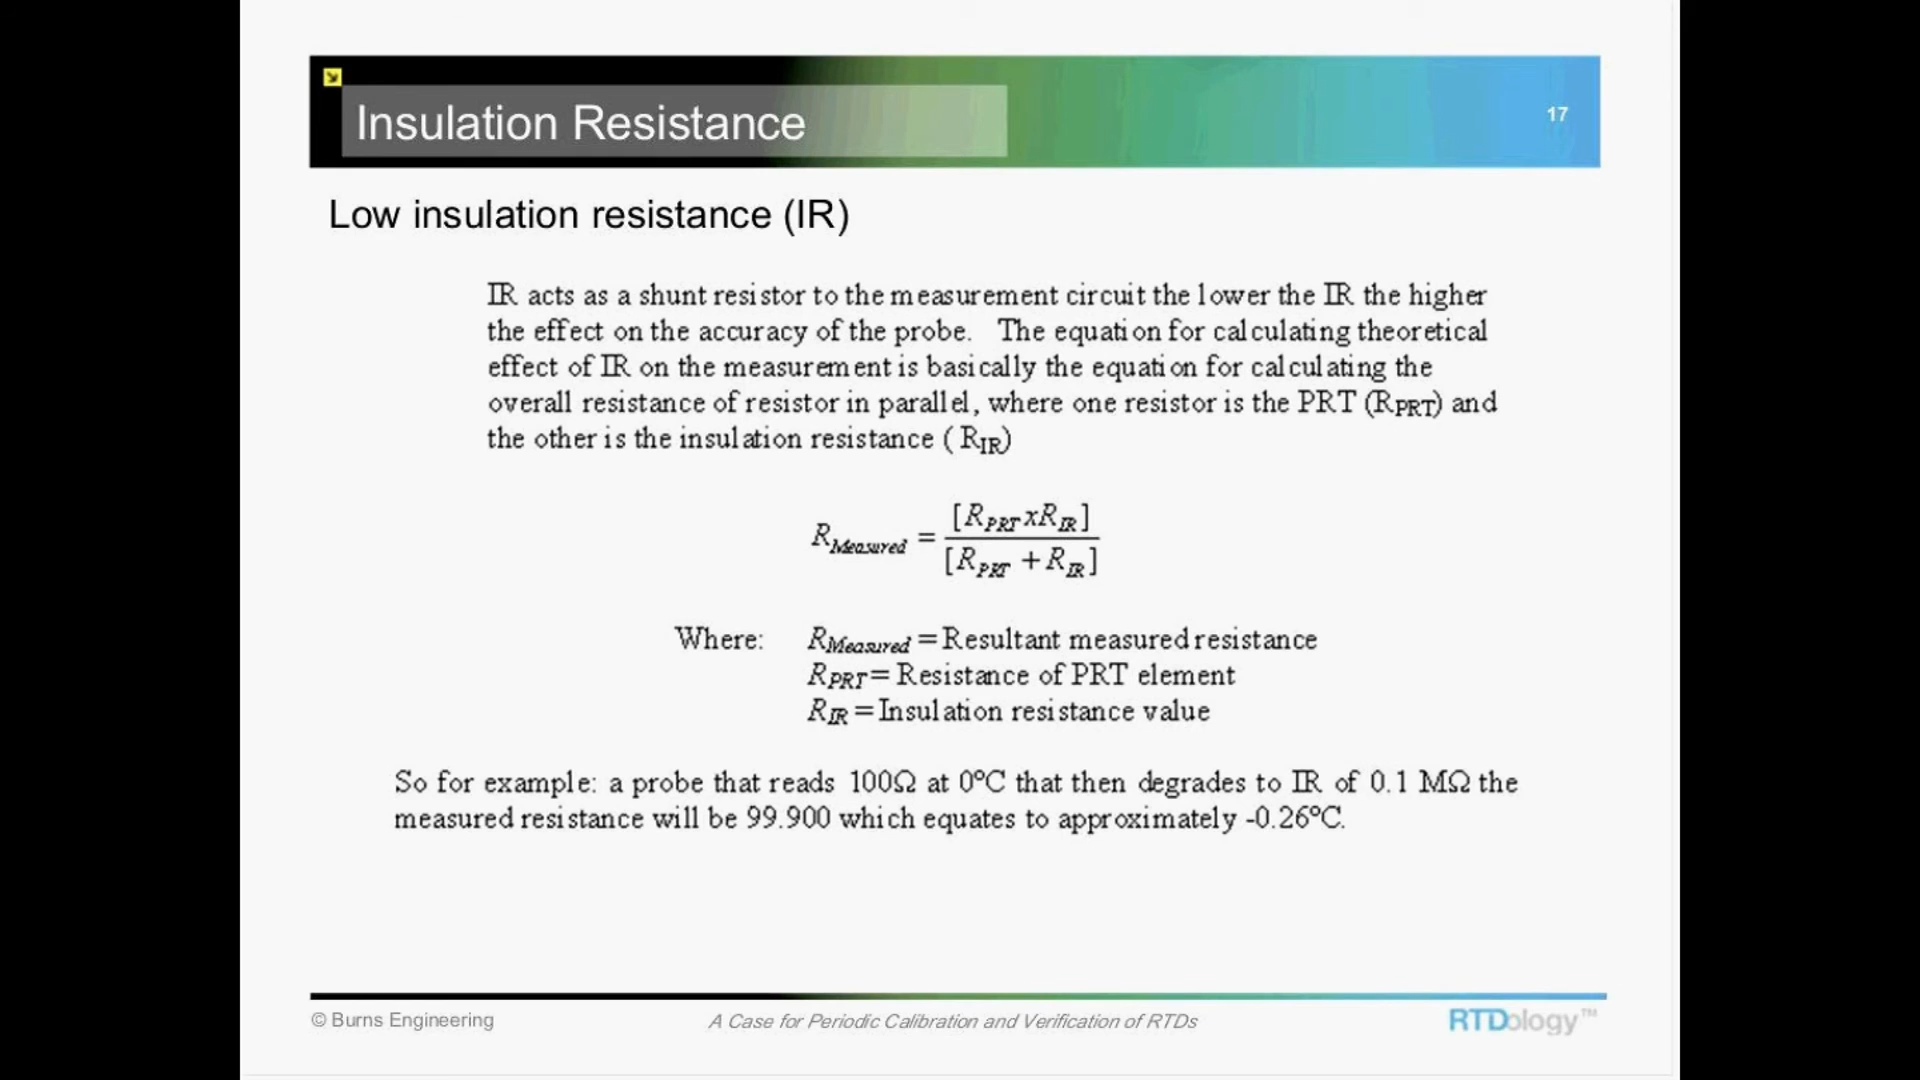 Insulation Resistance
17
Low insulation resistance (IR)
IR acts as a shunt resistor to the measurement circuit the lower the IR the higher
the effect on the accuracy of the probe. The equation for calculating theoretical
effect of IR on the measurement is basically the equation for calculating the
overall resistance of resistor in parallel, where one resistor is the PRT (RPRT) and
the other is the insulation resistance ( RIR)
RMeasured = [RPRT x RIR] / [RPRT + RIR]
Where: RMeasured = Resultant measured resistance
RPRT = Resistance of PRT element
RIR = Insulation resistance value
So for example: a probe that reads 100Ω at 0°C that then degrades to IR of 0.1 MΩ the
measured resistance will be 99.900 which equates to approximately -0.26°C.
© Burns Engineering
A Case for Periodic Calibration and Verification of RTDs
RTDology™